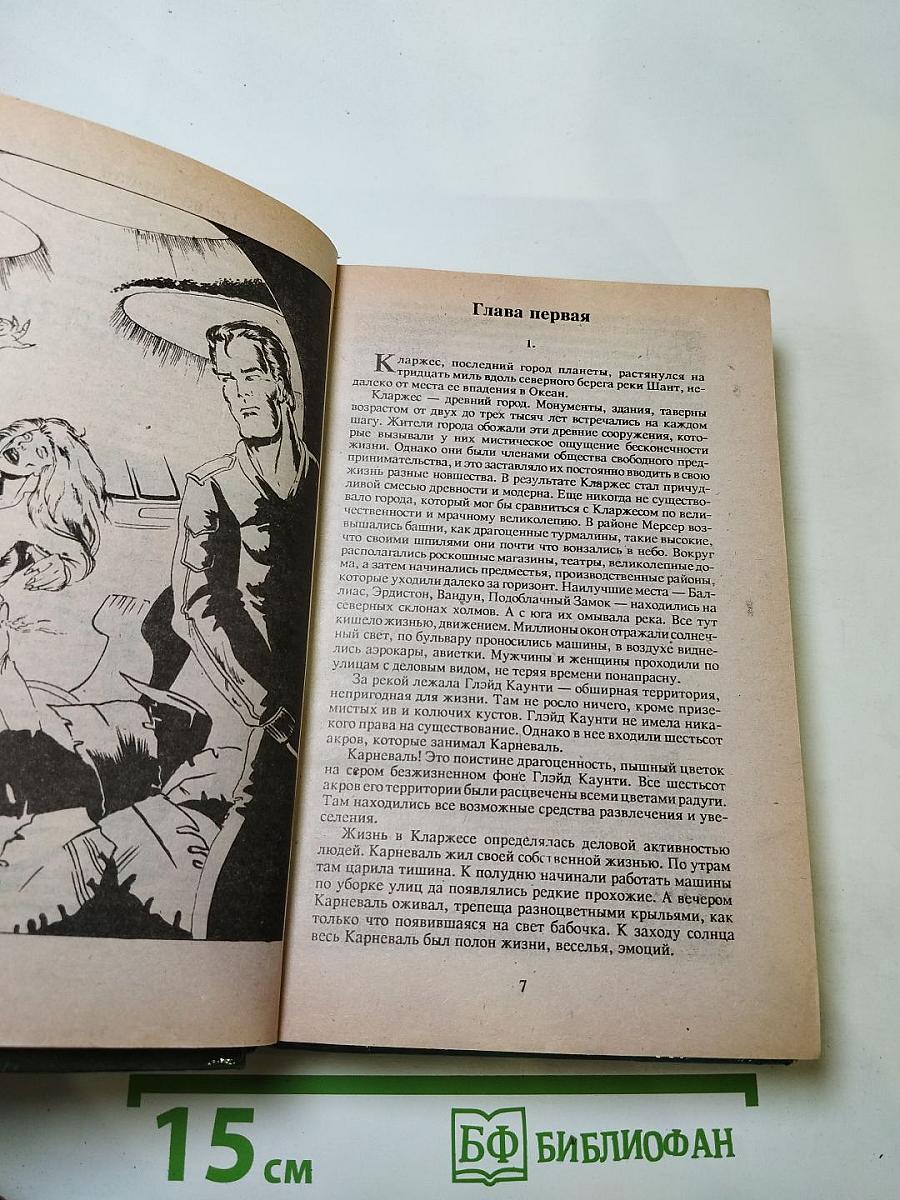 Глава первая
1.
Кларжес, последний город планеты, растянулся на
тридцать миль вдоль северного берега реки Шант, не-
далеко от места ее впадения в Океан.
Кларжес — древний город. Монументы, здания, таверны
возрастом от двух до трех тысяч лет встречались на каждом
шагу. Жители города обожали эти древние сооружения, кото-
рые вызывали у них мистическое ощущение бесконечности
жизни. Однако они были членами общества свободного пред-
принимательства, и это заставляло их постоянно вводить в свою
жизнь разные новшества. В результате Кларжес стал причуд-
ливой смесью древности и модерна. Еще никогда не существо-
вало города, который мог бы сравниться с Кларжесом по вели-
чественности и мрачному великолепию. В районе Мерсер воз-
вышались башни, как драгоценные турмалины, такие высокие,
что своими шпилями они почти что вонзались в небо. Вокруг
располагались роскошные магазины, театры, великолепные до-
ма, а затем начинались предместья, производственные районы,
которые уходили далеко за горизонт. Наилучшие места — Бал-
лиас, Эрдистон, Вандун, Подоблачный Замок — находились на
северных склонах холмов. А с юга их омывала река. Все тут
кишело жизнью, движением. Миллионы окон отражали солнеч-
ный свет, по бульвару проносились машины, в воздухе видне-
лись аэрокары, авиетки. Мужчины и женщины проходили по
улицам с деловым видом, не теряя времени понапрасну.
За рекой лежала Глэйд Каунти — обширная территория,
непригодная для жизни. Там не росло ничего, кроме призе-
мистых ив и колючих кустов. Глэйд Каунти не имела ника-
кого права на существование. Однако в нее входили шестьсот
акров, которые занимал Карневаль.
Карневаль! Это поистине драгоценность, пышный цветок
на сером безжизненном фоне Глэйд Каунти. Все шестьсот
акров его территории были расцвечены всеми цветами радуги.
Там находились все возможные средства развлечения и уве-
селения.
Жизнь в Кларжесе определялась деловой активностью
людей. Карневаль жил своей собственной жизнью. По утрам
там царила тишина. К полудню начинали работать машины
по уборке улиц да появлялись редкие прохожие. А вечером
Карневаль оживал, трепеща разноцветными крыльями, как
только что появившаяся на свет бабочка. К заходу солнца
весь Карневаль был полон жизни, веселья, эмоций.
7
15 см
БФ БИБЛИОФАН